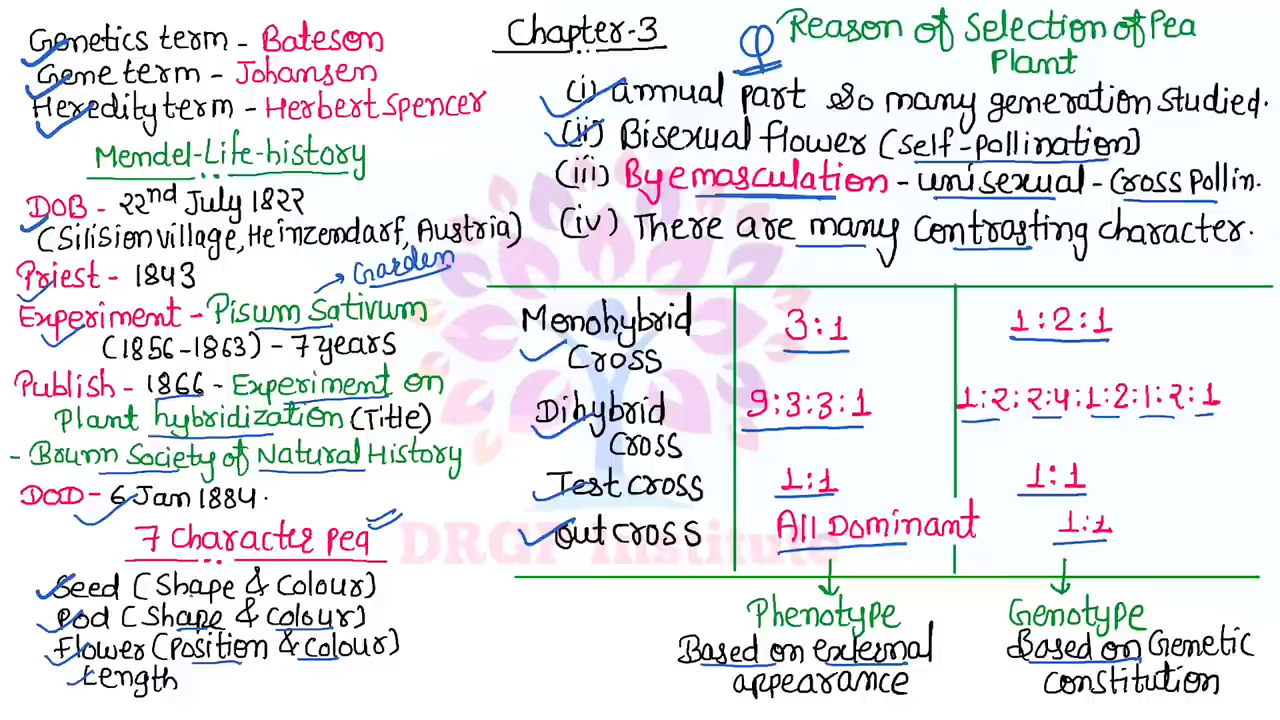 Genetics term - Bateson
Gene term - Johansen
Heredity term - Herbert Spencer
Mendel-Life-history
DOB - 22nd July 1822
(Silision village, Heinzendarf, Austria)
Priest - 1843
Garden
Experiment - Pisum Sativum
(1856-1863) - 7 years
Publish - 1866 - Experiment on
Plant hybridization (Title)
- Brunn Society of Natural History
DOD - 6 Jan 1884.
7 Character pea
Seed (Shape & Colour)
Pod (Shape & Colour)
Flower (Position & Colour)
Length
Chapter-3
Reason of Selection of Pea
Plant
(i) annual part so many generation studied.
(ii) Bisexual flower (self-pollination)
(iii) By emasculation - unisexual - cross pollin.
(iv) There are many contrasting character.
Monohybrid Cross 3:1 1:2:1
Dihybrid Cross 9:3:3:1 1:2:2:4:1:2:1:2:1
Test cross 1:1 1:1
out cross All Dominant 1:1
Phenotype Genotype
Based on external Based on Genetic
appearance constitution
DRGP Institute